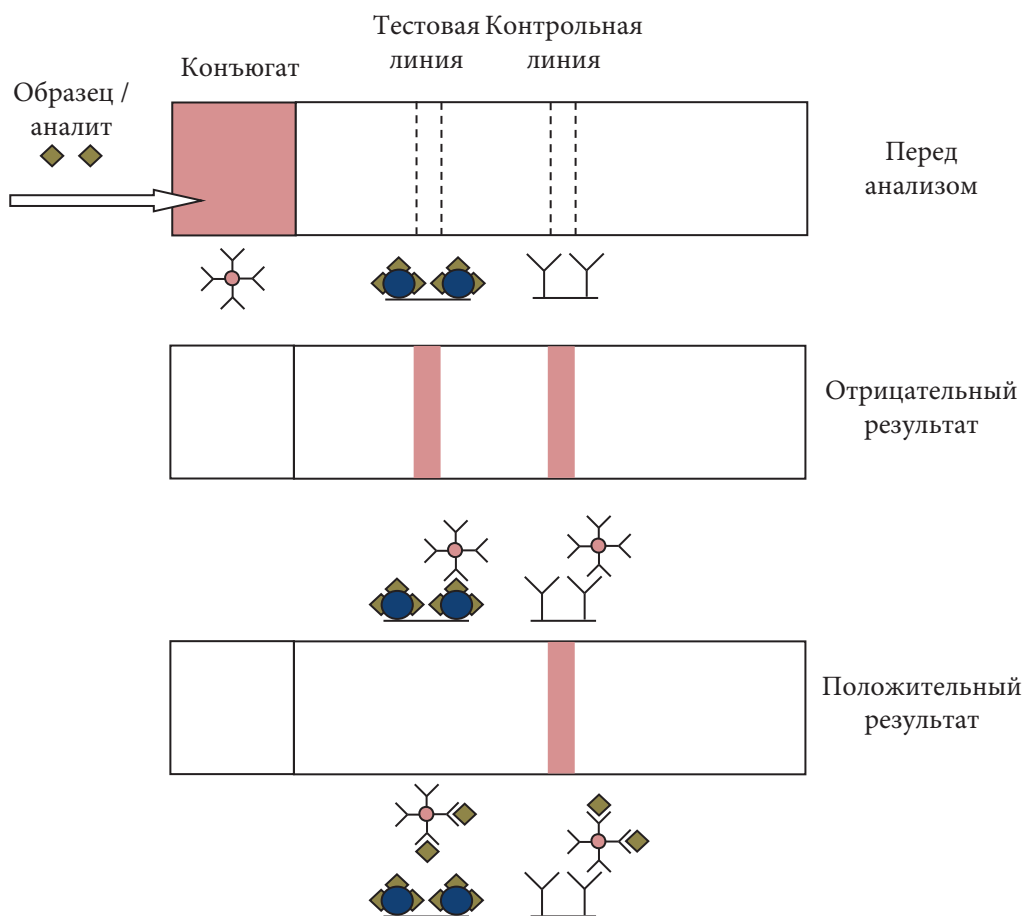 Тестовая Контрольная
линия линия
Конъюгат
Образец /
аналит
Перед
анализом
Отрицательный
результат
Положительный
результат